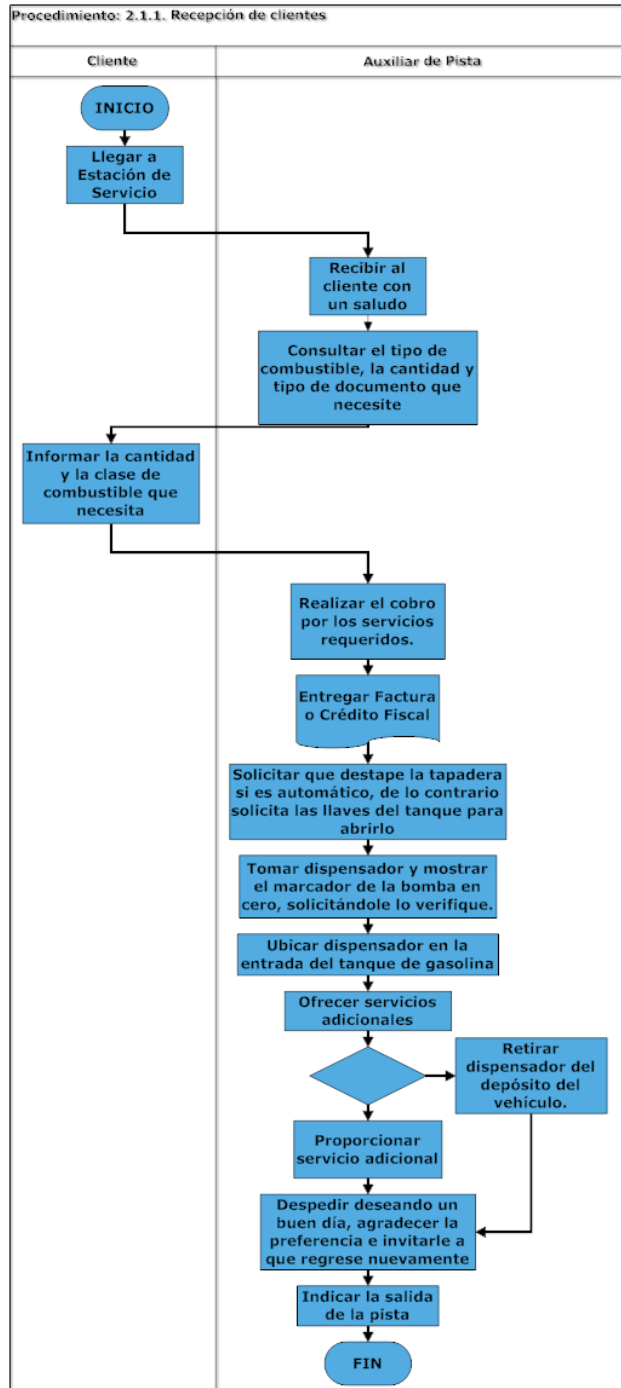 Procedimiento: 2.1.1. Recepción de clientes
Cliente
Auxiliar de Pista
INICIO
Llegar a
Estación de
Servicio
Recibir al
cliente con
un saludo
Consultar el tipo de
combustible, la cantidad y
tipo de documento que
necesite
Informar la cantidad
y la clase de
combustible que
necesita
Realizar el cobro
por los servicios
requeridos.
Entregar Factura
o Crédito Fiscal
Solicitar que destape la tapadera
si es automático, de lo contrario
solicita las llaves del tanque para
abrirlo
Tomar dispensador y mostrar
el marcador de la bomba en
cero, solicitándole lo verifique.
Ubicar dispensador en la
entrada del tanque de gasolina
Ofrecer servicios
adicionales
Retirar
dispensador del
depósito del
vehículo.
Proporcionar
servicio adicional
Despedir deseando un
buen día, agradecer la
preferencia e invitarle a
que regrese nuevamente
Indicar la salida
de la pista
FIN